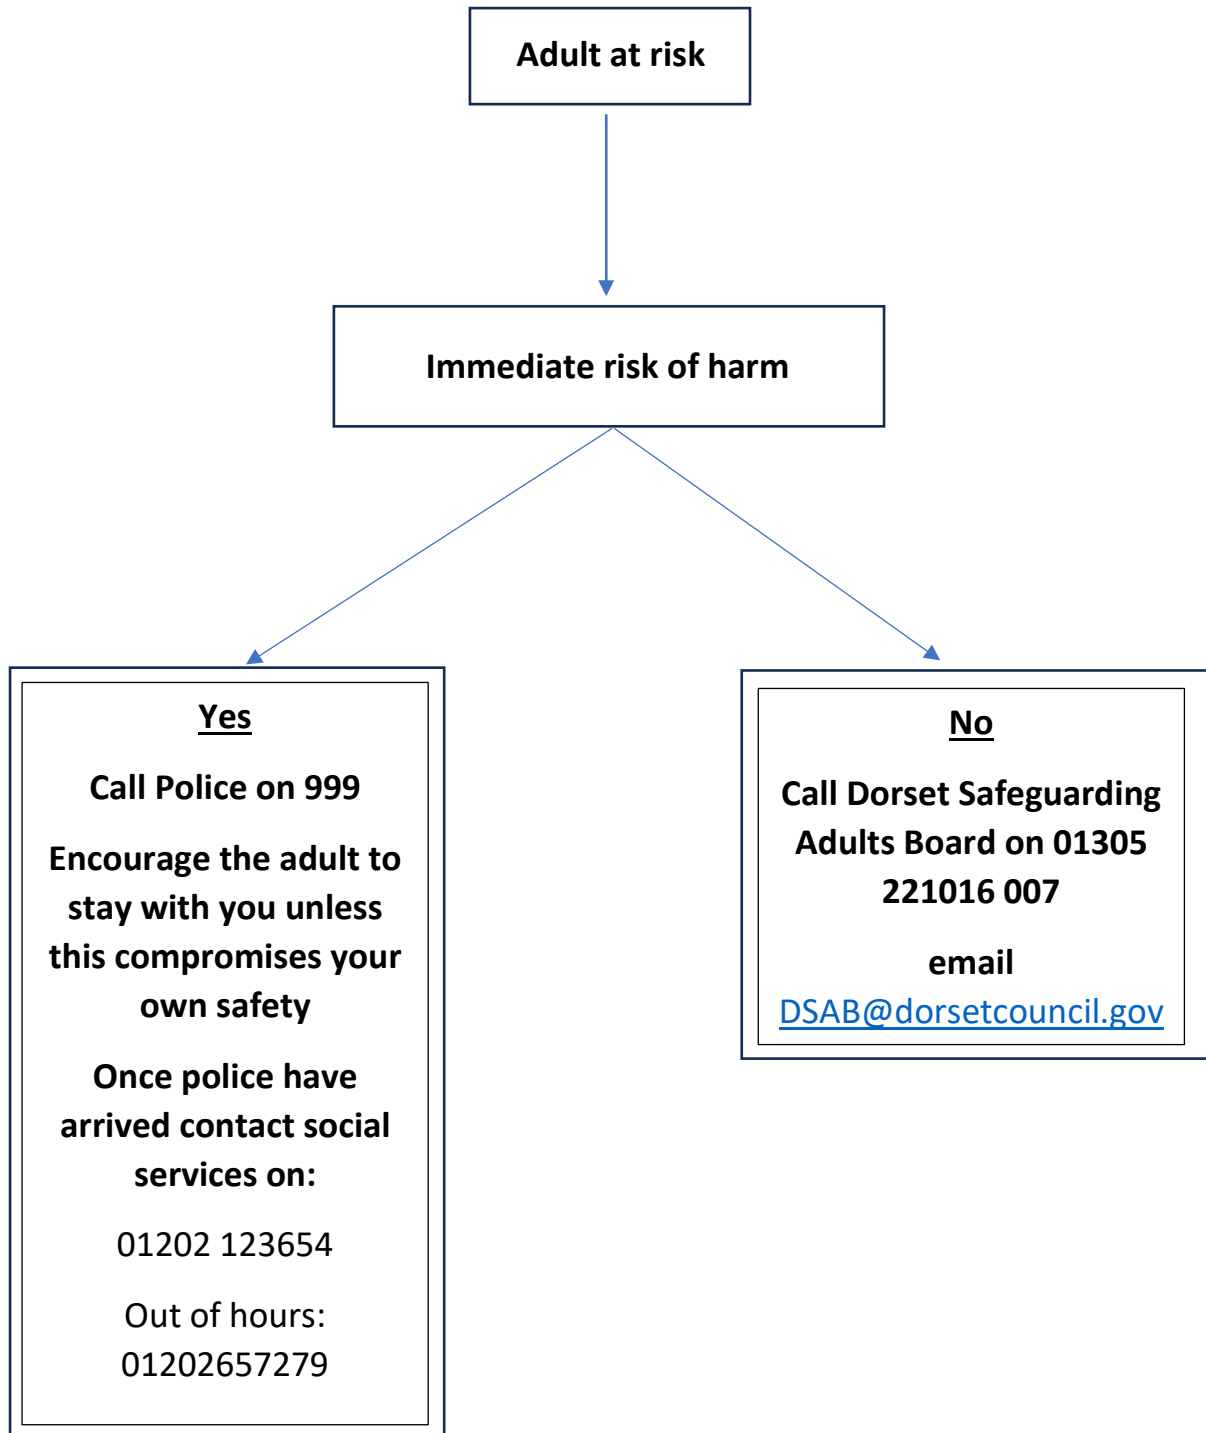 Adult at risk
Immediate risk of harm
Yes
Call Police on 999
Encourage the adult to
stay with you unless
this compromises your
own safety
Once police have
arrived contact social
services on:
01202 123654
Out of hours:
01202657279
No
Call Dorset Safeguarding
Adults Board on 01305
221016 007
email
DSAB@dorsetcouncil.gov